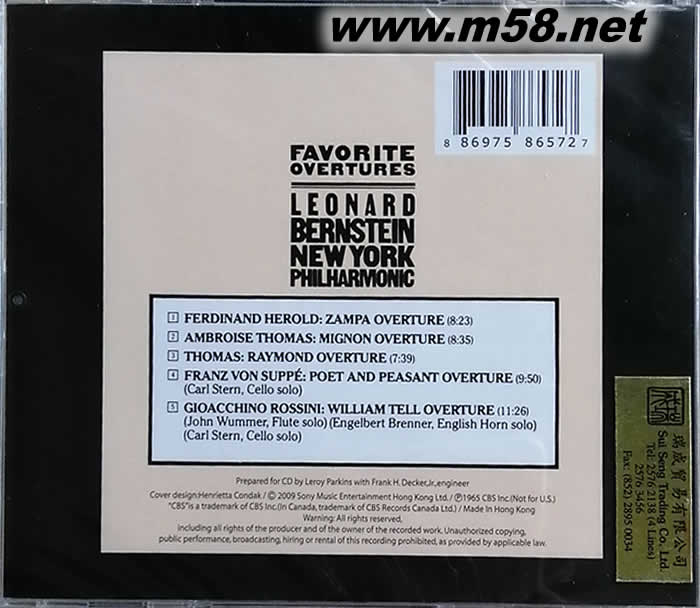 www.m58.net
8 86975 86572 7
FAVORITE
OVERTURES
LEONARD
BERNSTEIN
NEW YORK
PHILHARMONIC
1 FERDINAND HEROLD: ZAMPA OVERTURE (8:23)
2 AMBROISE THOMAS: MIGNON OVERTURE (8:35)
3 THOMAS: RAYMOND OVERTURE (7:39)
4 FRANZ VON SUPPÉ: POET AND PEASANT OVERTURE (9:50)
(Carl Stern, Cello solo)
5 GIOACCHINO ROSSINI: WILLIAM TELL OVERTURE (11:26)
(John Wummer, Flute solo) (Engelbert Brenner, English Horn solo)
(Carl Stern, Cello solo)
Prepared for CD by Leroy Parkins with Frank H. Decker,Jr,engineer
Cover design:Henrietta Condak / © 2009 Sony Music Entertainment Hong Kong Ltd. / ℗1965 CBS Inc.(Not for U.S.)
"CBS"is a trademark of CBS Inc.(In Canada, trademark of CBS Records Canada Ltd.) / Made In Hong Kong
Warning: All rights reserved,
including all rights of the producer and of the owner of the recorded work. Unauthorized copying,
public performance, broadcasting, hiring or rental of this recording prohibited, as provided by applicable law.
瑞成貿易有限公司
Sui Seng Trading Co. Ltd.
Tel: 2576 2138 (4 Lines)
2576 3456
Fax: (852) 2895 0034